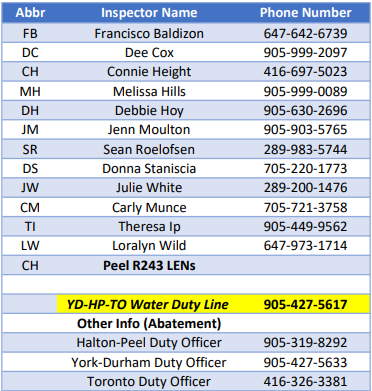 Abbr Inspector Name Phone Number
FB Francisco Baldizon 647-642-6739
DC Dee Cox 905-999-2097
CH Connie Height 416-697-5023
MH Melissa Hills 905-999-0089
DH Debbie Hoy 905-630-2696
JM Jenn Moulton 905-903-5765
SR Sean Roelofsen 289-983-5744
DS Donna Staniscia 705-220-1773
JW Julie White 289-200-1476
CM Carly Munce 705-721-3758
TI Theresa Ip 905-449-9562
LW Loralyn Wild 647-973-1714
CH Peel R243 LENs
YD-HP-TO Water Duty Line 905-427-5617
Other Info (Abatement)
Halton-Peel Duty Officer 905-319-8292
York-Durham Duty Officer 905-427-5633
Toronto Duty Officer 416-326-3381